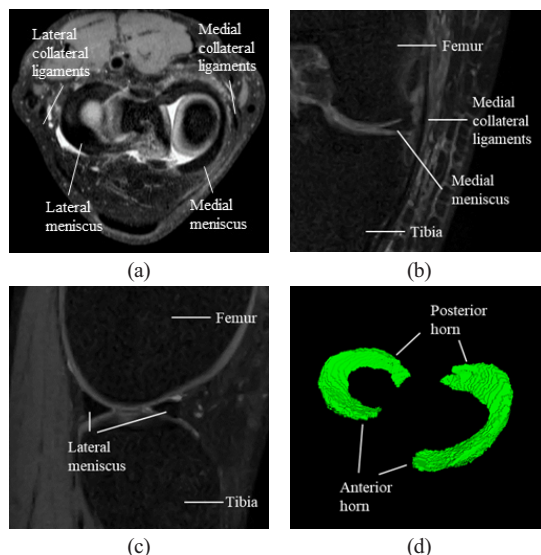 Lateral
collateral
ligaments
Medial
collateral
ligaments
Lateral
meniscus
Medial
meniscus
(a)
Femur
Medial
collateral
ligaments
Medial
meniscus
Tibia
(b)
Femur
Lateral
meniscus
Tibia
(c)
Posterior
horn
Anterior
horn
(d)